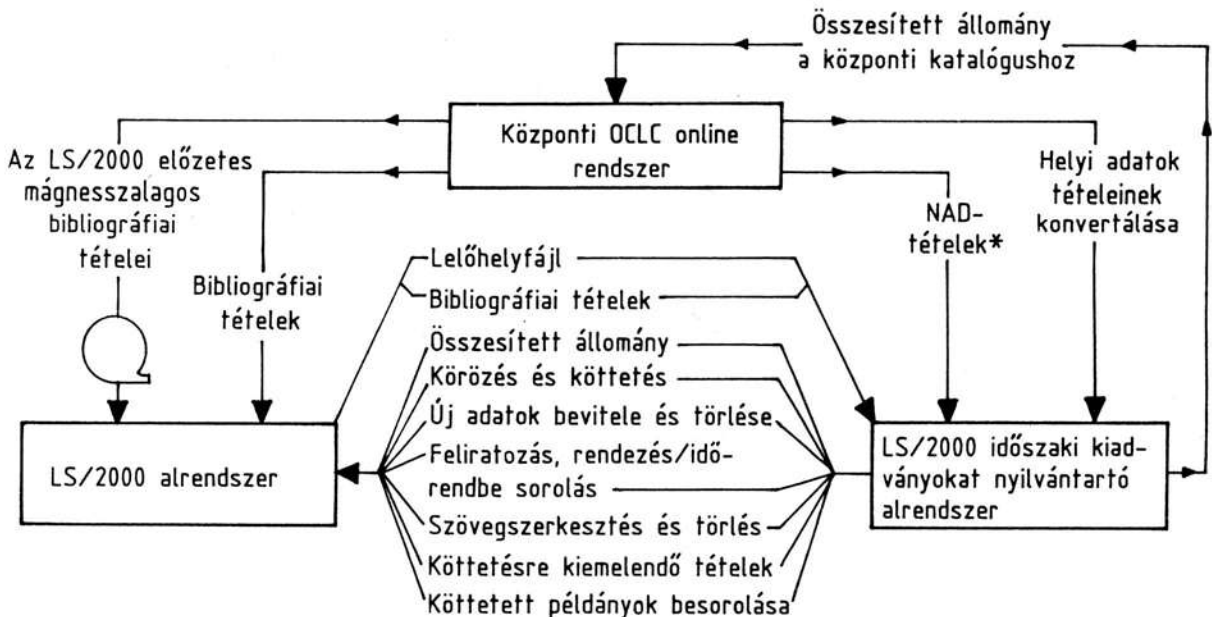 Összesített állomány
a központi katalógushoz
Központi OCLC online
rendszer
Az LS/2000 előzetes
mágnesszalagos
bibliográfiai
tételei
Bibliográfiai
tételek
NAD-
tételek*
Helyi adatok
tételeinek
konvertálása
Lelőhelyfájl
Bibliográfiai tételek
Összesített állomány
Körözés és köttetés
Új adatok bevitele és törlése
Feliratozás, rendezés/idő-
rendbe sorolás
Szövegszerkesztés és törlés
Köttetésre kiemelendő tételek
Köttetett példányok besorolása
LS/2000 alrendszer
LS/2000 időszaki kiad-
ványokat nyilvántartó
alrendszer